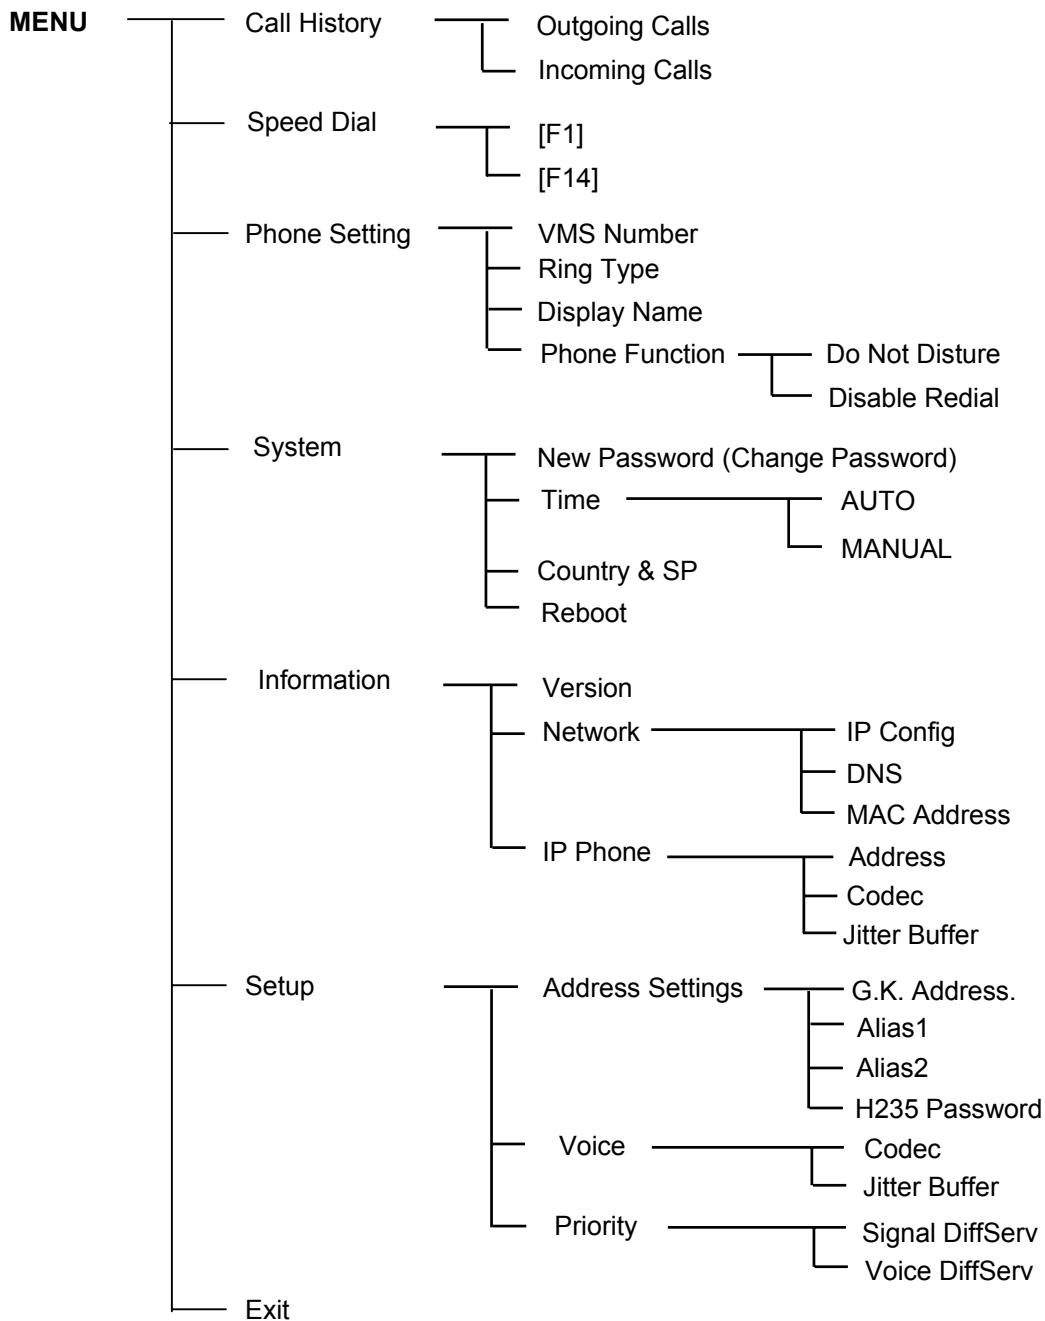 MENU
Call History
Outgoing Calls
Incoming Calls
Speed Dial
[F1]
[F14]
Phone Setting
VMS Number
Ring Type
Display Name
Phone Function
Do Not Disture
Disable Redial
System
New Password (Change Password)
Time
AUTO
MANUAL
Country & SP
Reboot
Information
Version
Network
IP Config
DNS
MAC Address
IP Phone
Address
Codec
Jitter Buffer
Setup
Address Settings
G.K. Address.
Alias1
Alias2
H235 Password
Voice
Codec
Jitter Buffer
Priority
Signal DiffServ
Voice DiffServ
Exit